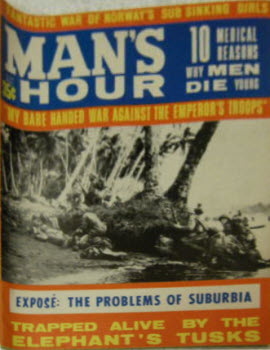 FANTASTIC WAR OF NORWAY'S SUB SINKING GIRLS
MAN'S
HOUR
25¢
10 MEDICAL
REASONS
WHY MEN
DIE YOUNG
"MY BARE HANDED WAR AGAINST THE EMPEROR'S TROOPS"
EXPOSÉ: THE PROBLEMS OF SUBURBIA
TRAPPED ALIVE BY THE
ELEPHANT'S TUSKS